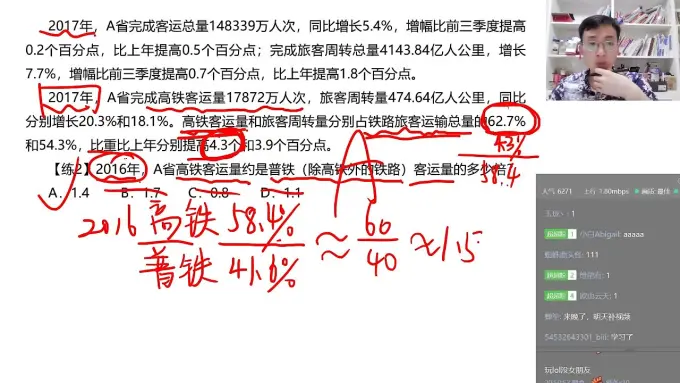 2017年，A省完成客运总量148339万人次，同比增长5.4%，增幅比前三季度提高
0.2个百分点，比上年提高0.5个百分点；完成旅客周转总量4143.84亿人公里，增长
7.7%，增幅比前三季度提高0.7个百分点，比上年提高1.8个百分点。
2017年，A省完成高铁客运量17872万人次，旅客周转量474.64亿人公里，同比
分别增长20.3%和18.1%。高铁客运量和旅客周转量分别占铁路旅客运输总量的62.7%
和54.3%，比重比上年分别提高4.3个和3.9个百分点。
4.3%
58.4
【练2】2016年，A省高铁客运量约是普铁（除高铁外的铁路）客运量的多少倍？
A. 1.4 B. 1.7 C. 0.8 D. 1.1
2016 高铁 58.4% ≈ 60 ≈1.5
普铁 41.6% 40
人气: 6271 上行: 1.80mbps 画质: 最佳
1
1 小习Abigail: aaaaa
111
1
4 欧由云天: 1
来晚了，明天补视频
54532643301_bili: 学习了
玩lol没女朋友